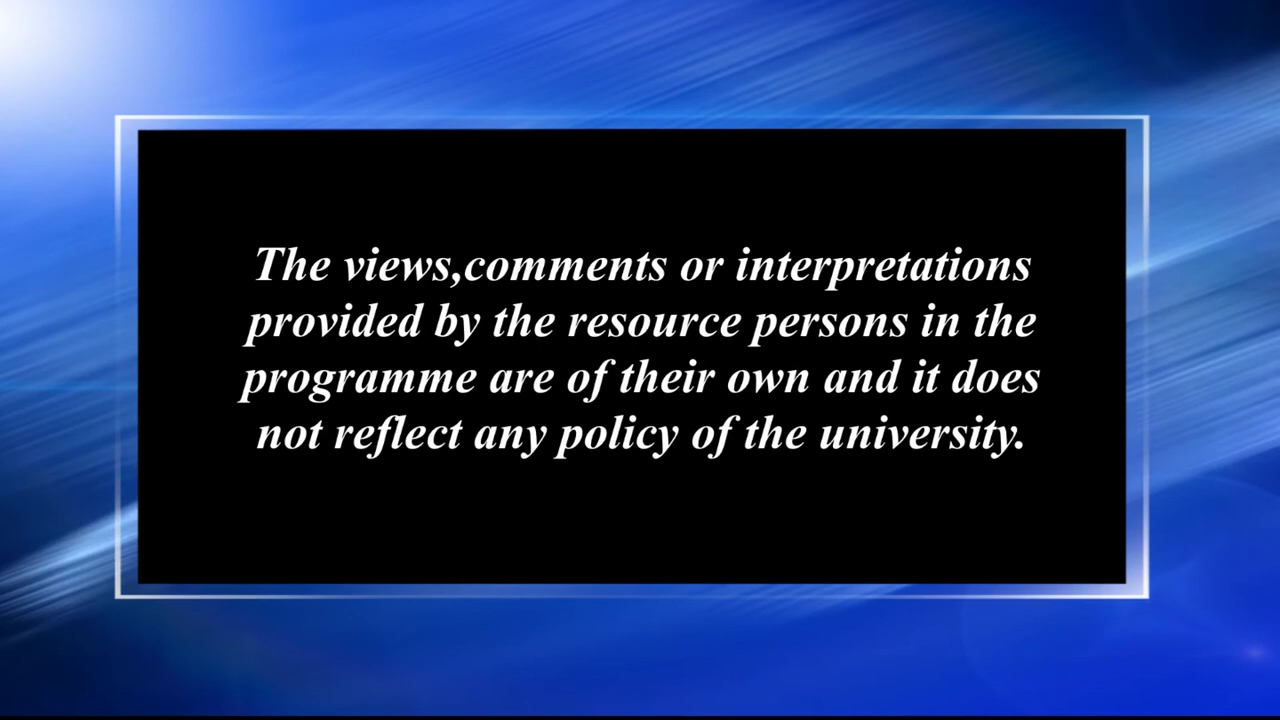 The views,comments or interpretations
provided by the resource persons in the
programme are of their own and it does
not reflect any policy of the university.